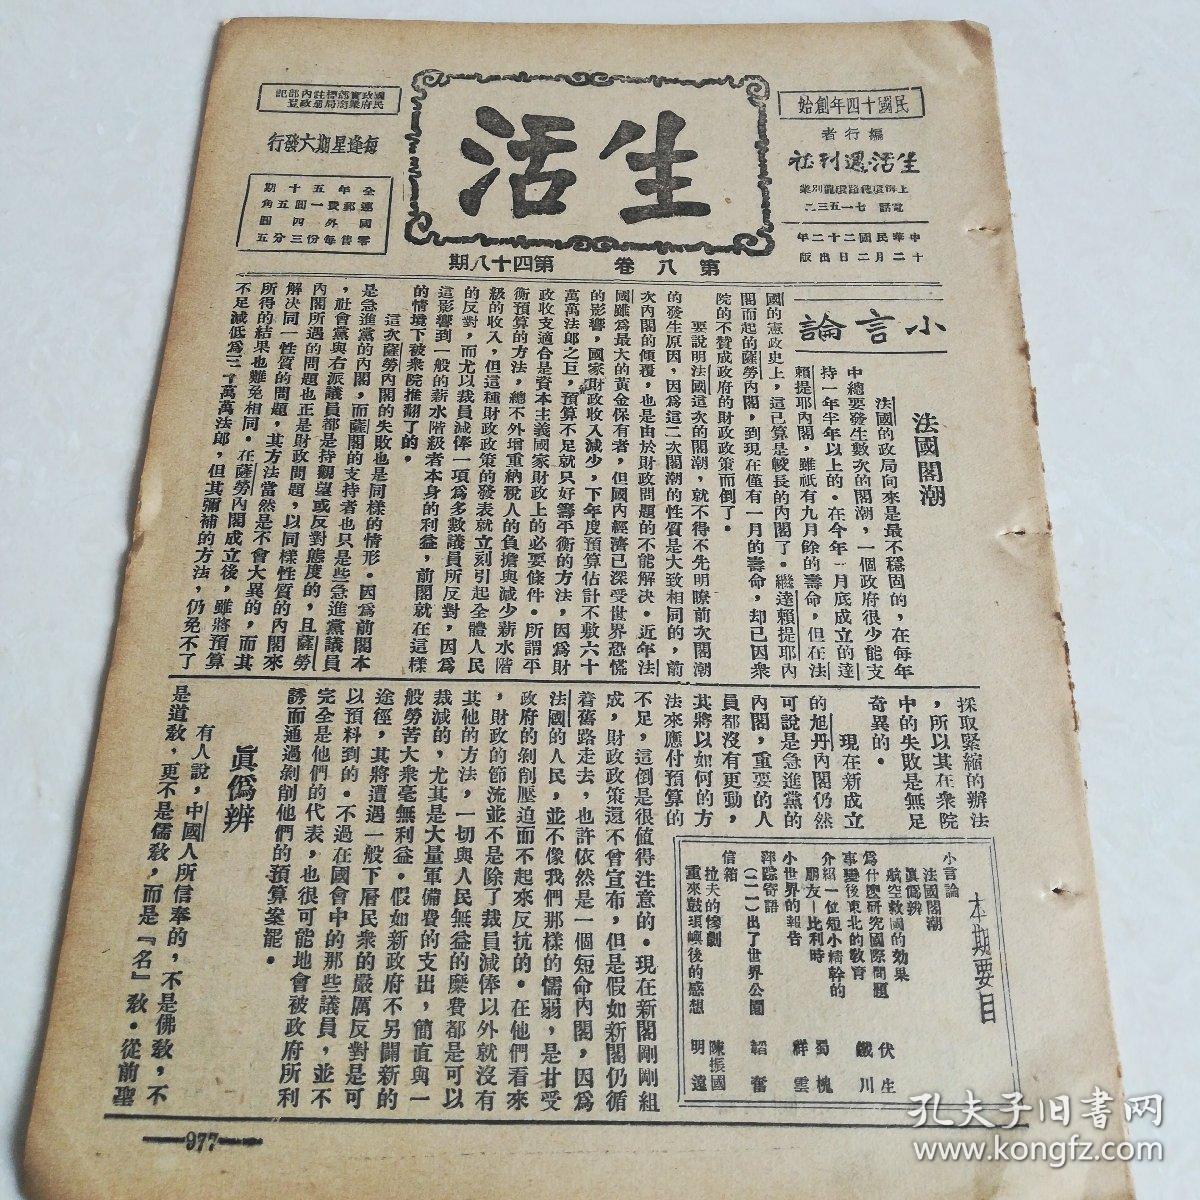 民國十四年創始
編行者
生活週刊社
上海環龍路環龍別業
電話七一五三二
中華民國二十二年
十二月二日出版
生活
第八卷 第四十八期
國民政府實業部商標局註冊內政部登記
每逢星期六發行
全年五十期
連郵費一圓五角
國外四圓
零售每份三分五
小言論
法國閣潮
法國的政局向來是最不穩固的，在每年
中總要發生數次的閣潮，一個政府很少能支
持一年半年以上的．在今年一月底成立的達
賴提耶內閣，雖祇有九月餘的壽命，但在法
國的憲政史上，這已算是較長的內閣了．繼達賴提耶內
閣而起的薩勞內閣，到現在僅有一月的壽命，却已因衆
院的不贊成政府的財政政策而倒了．
要說明法國這次的閣潮，就不得不先明瞭前次閣潮
的發生原因，因爲這二次閣潮的性質是大致相同的，前
次內閣的傾覆，也是由於財政問題的不能解決．近年法
國雖爲最大的黃金保有者，但國內經濟已深受世界恐慌
的影響，國家財政收入減少，下年度預算估計不敷六十
萬萬法郎之巨，預算不足就只好籌平衡的方法，因爲財
政收支適合是資本主義國家財政上的必要條件．所謂平
衡預算的方法，總不外增重納稅人的負擔與減少薪水階
級的收入，但這種財政政策的發表就立刻引起全體人民
的反對，而尤以裁員減俸一項爲多數議員所反對，因爲
這影響到一般的薪水階級者本身的利益，前閣就在這樣
的情境下被衆院推翻了的．
這次薩勞內閣的失敗也是同樣的情形．因爲前閣本
是急進黨的內閣，而薩閣的支持者也只是些急進黨議員
，社會黨與右派議員都是持觀望或反對態度的，且薩勞
內閣所遇的問題也正是財政問題，以同樣性質的內閣來
解決同一性質的問題，其方法當然是不會大異的，而其
所得的結果也難免相同．在薩勞內閣成立後，雖將預算
不足減低爲三十萬萬法郎，但其彌補的方法，仍免不了
採取緊縮的辦法
，所以其在衆院
中的失敗是無足
奇異的．
現在新成立
的旭丹內閣仍然
可說是急進黨的
內閣，重要的人
員都沒有更動，
其將以如何的方
法來應付預算的
不足，這倒是很值得注意的．現在新閣剛剛組
成，財政政策還不曾宣布，但是假如新閣仍循
着舊路走去，也許依然是一個短命內閣，因爲
法國的人民，並不像我們那樣的懦弱，是甘受
政府的剝削壓迫而不起來反抗的．在他們看來
，財政的節流並不是除了裁員減俸以外就沒有
其他的方法，一切與人民無益的糜費都是可以
裁減的，尤其是大量軍備費的支出，簡直與一
般勞苦大衆毫無利益．假如新政府不另闢新的
途徑，其將遭遇一般下層民衆的嚴厲反對是可
以預料到的．不過在國會中的那些議員，並不
完全是他們的代表，也很可能地會被政府所利
誘而通過剝削他們的預算案罷．
眞僞辨
有人說，中國人所信奉的，不是佛敎，不
是道敎，更不是儒敎，而是『名』敎．從前聖
本期要目
小言論
法國閣潮
眞僞辨
航空救國的效果
爲什麼研究國際問題 伏生
事變後東北的敎育 鐵川
介紹一位短小精幹的
朋友－比利時 蜀槐
小世界的報告 祥雲
萍踪寄語
（二一）出了世界公園 韜奮
信箱
拉夫的慘劇 陳振國
重來鼓浪嶼後的感想 明遠
977
孔夫子旧書网
www.kongfz.com